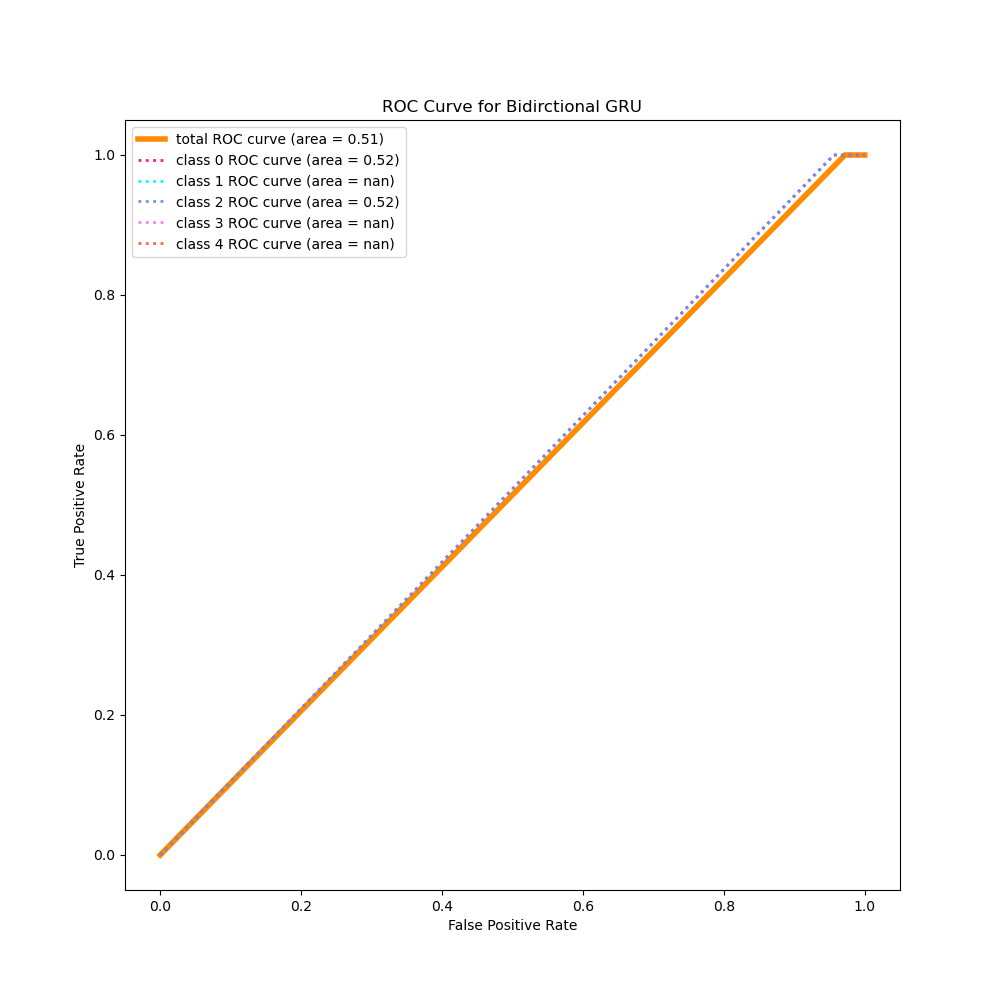 ROC Curve for Bidirctional GRU
total ROC curve (area = 0.51)
class 0 ROC curve (area = 0.52)
class 1 ROC curve (area = nan)
class 2 ROC curve (area = 0.52)
class 3 ROC curve (area = nan)
class 4 ROC curve (area = nan)
1.0
0.8
0.6
0.4
0.2
0.0
True Positive Rate
0.0 0.2 0.4 0.6 0.8 1.0
False Positive Rate